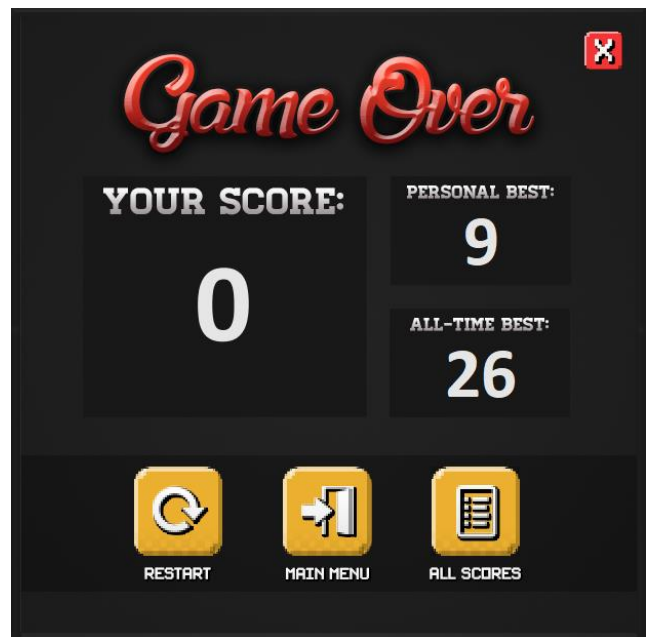 Game Over
YOUR SCORE:
0
PERSONAL BEST:
9
ALL-TIME BEST:
26
RESTART
MAIN MENU
ALL SCORES